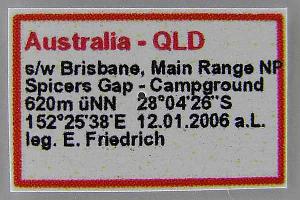 Australia - QLD
s/w Brisbane, Main Range NP
Spicers Gap - Campground
620m üNN 28°04'26"S
152°25'38'E 12.01.2006 a.L.
leg. E. Friedrich